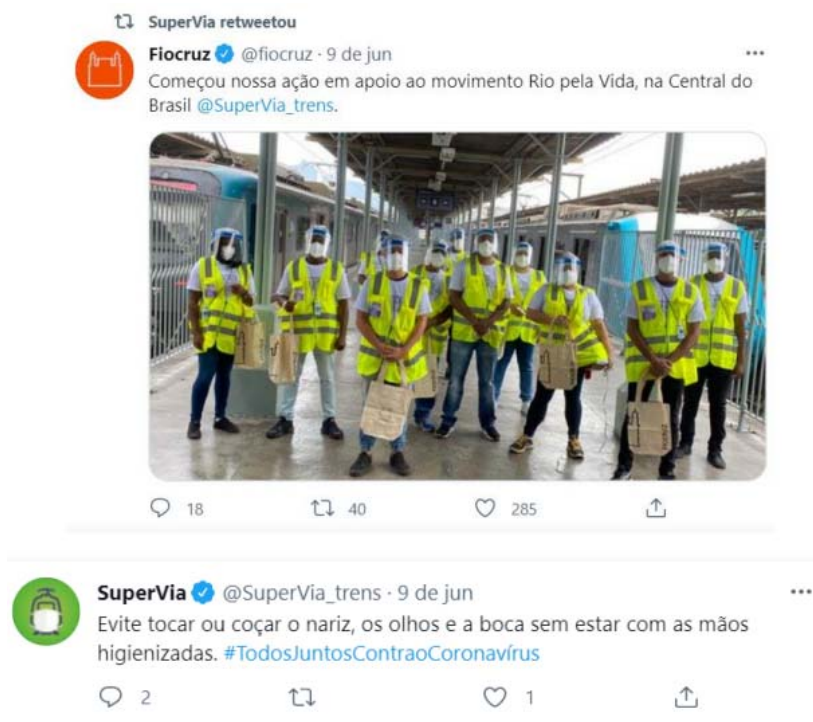 SuperVia retweetou
Fiocruz @fiocruz · 9 de jun
Começou nossa ação em apoio ao movimento Rio pela Vida, na Central do
Brasil @SuperVia_trens.
18 40 285
SuperVia @SuperVia_trens · 9 de jun
Evite tocar ou coçar o nariz, os olhos e a boca sem estar com as mãos
higienizadas. #TodosJuntosContraoCoronavírus
2 1